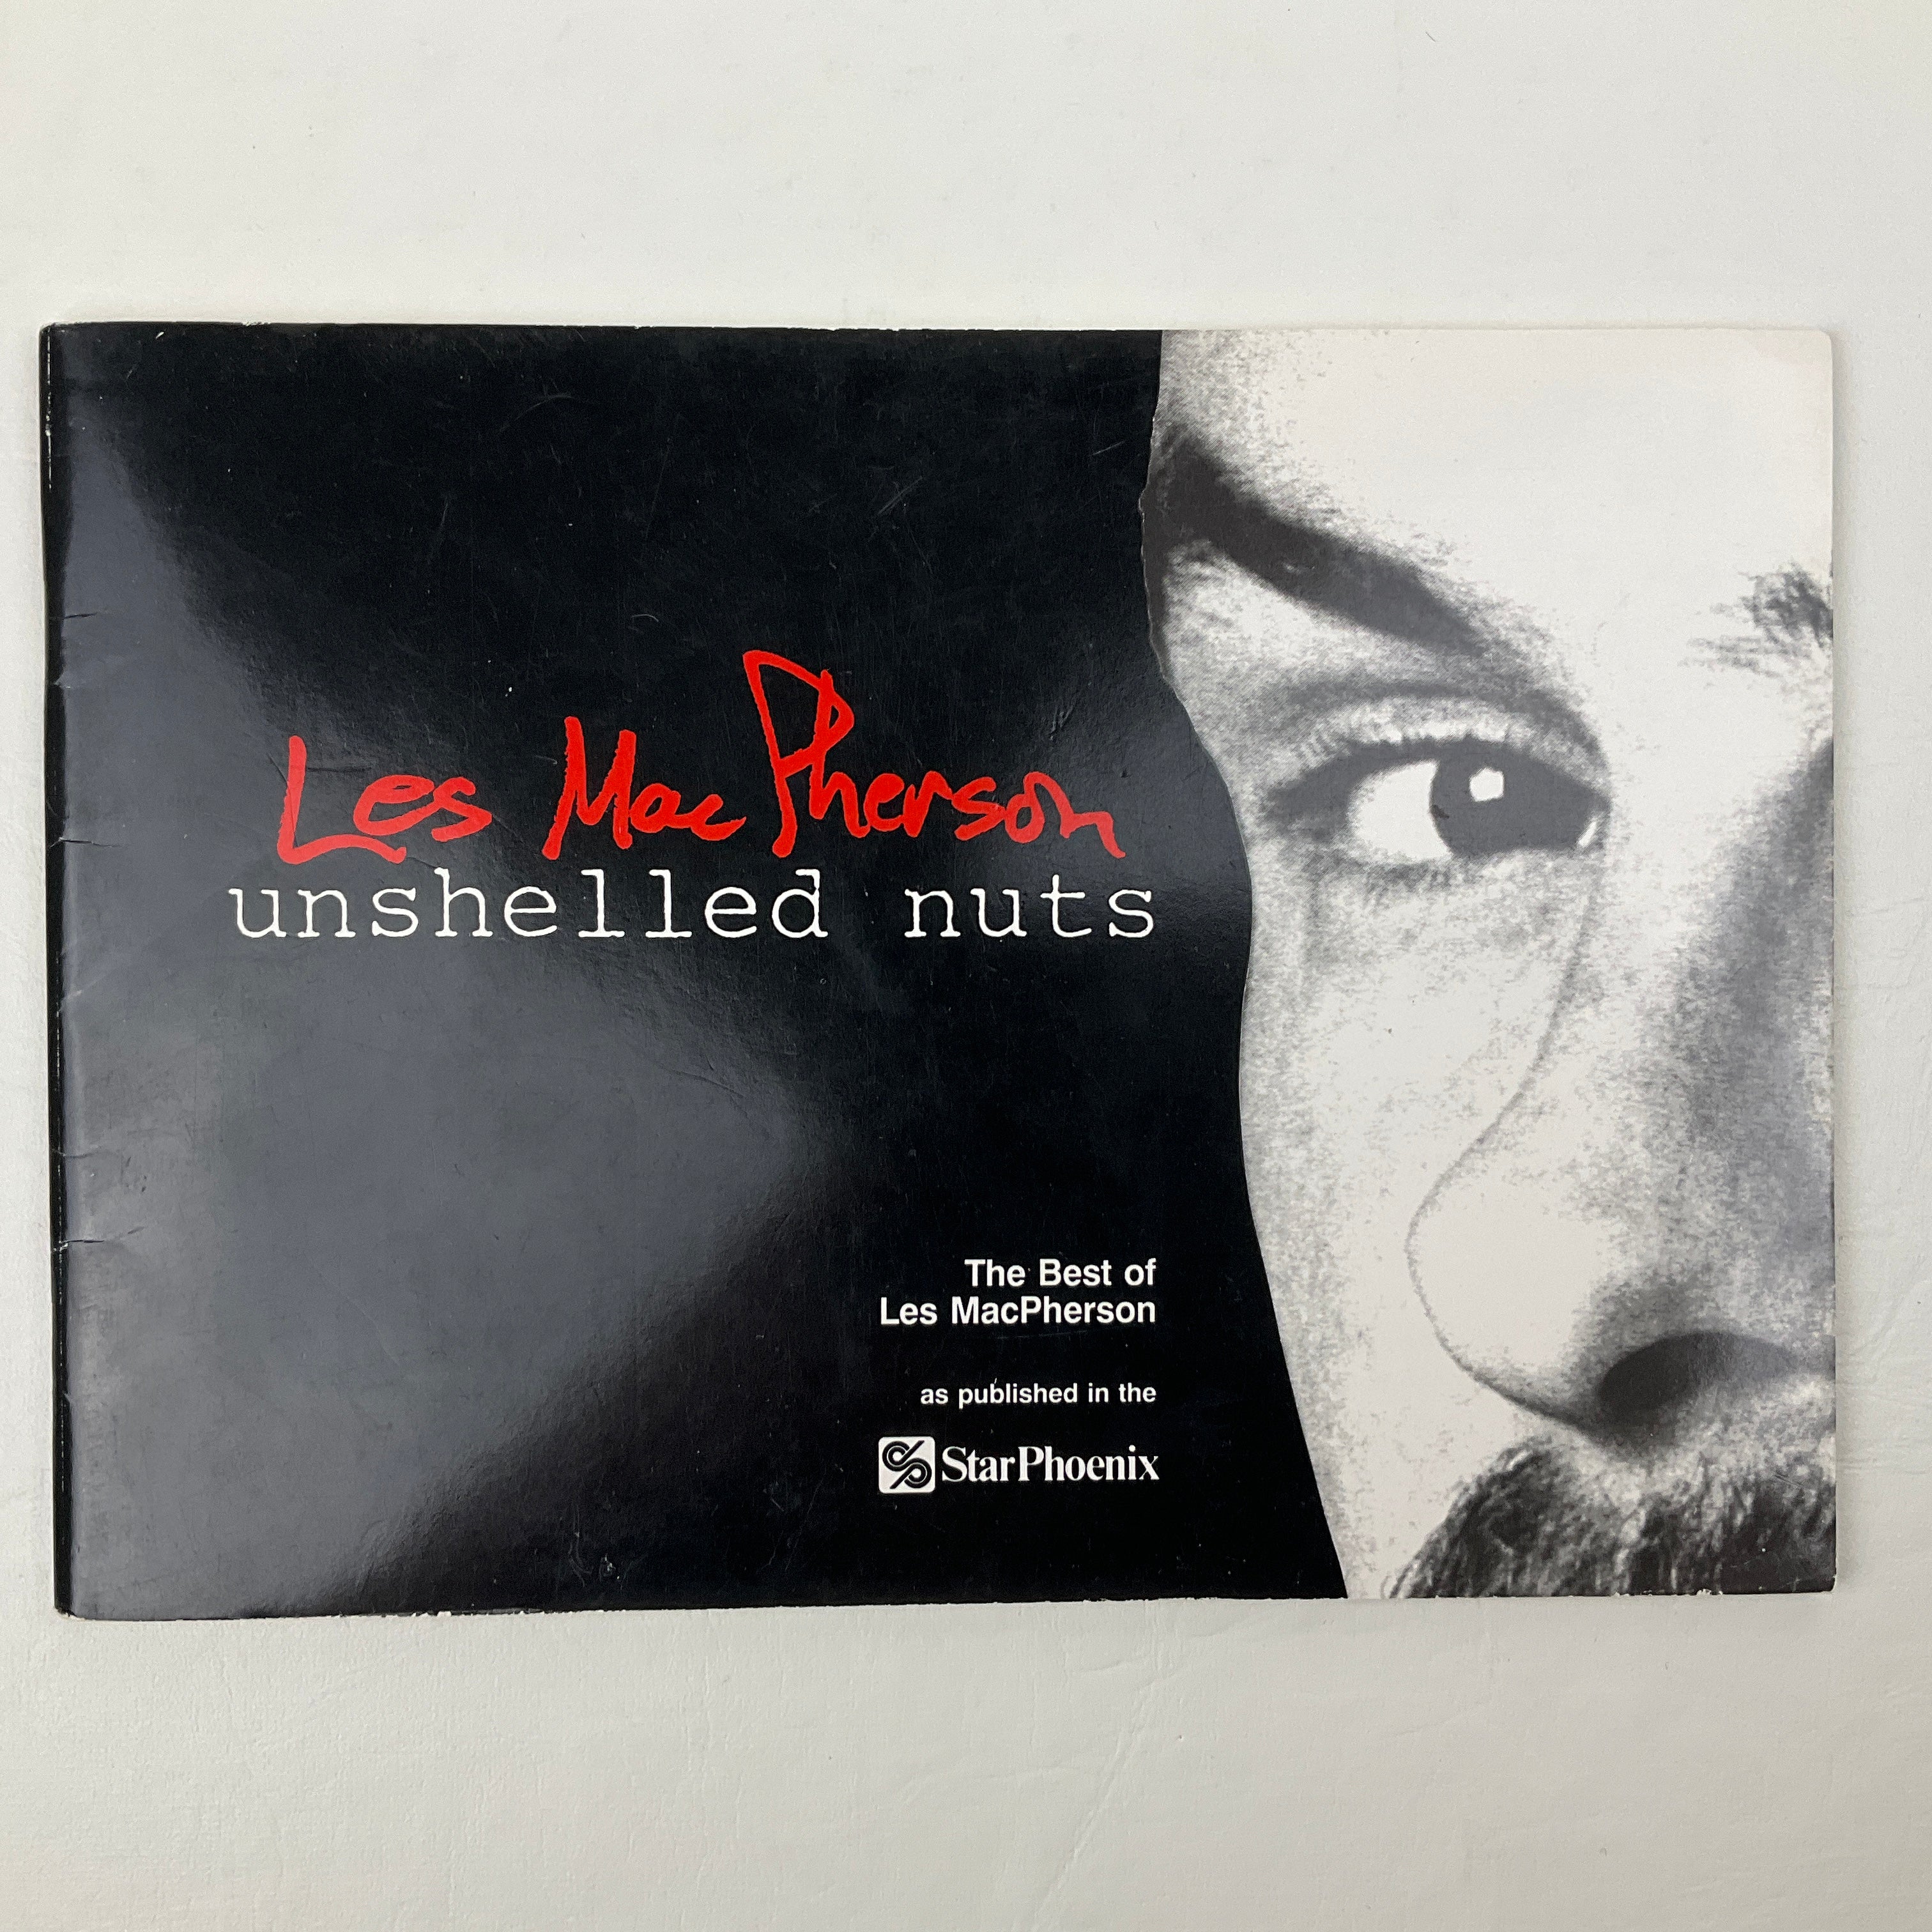 Les MacPherson
unshelled nuts
The Best of
Les MacPherson
as published in the
StarPhoenix